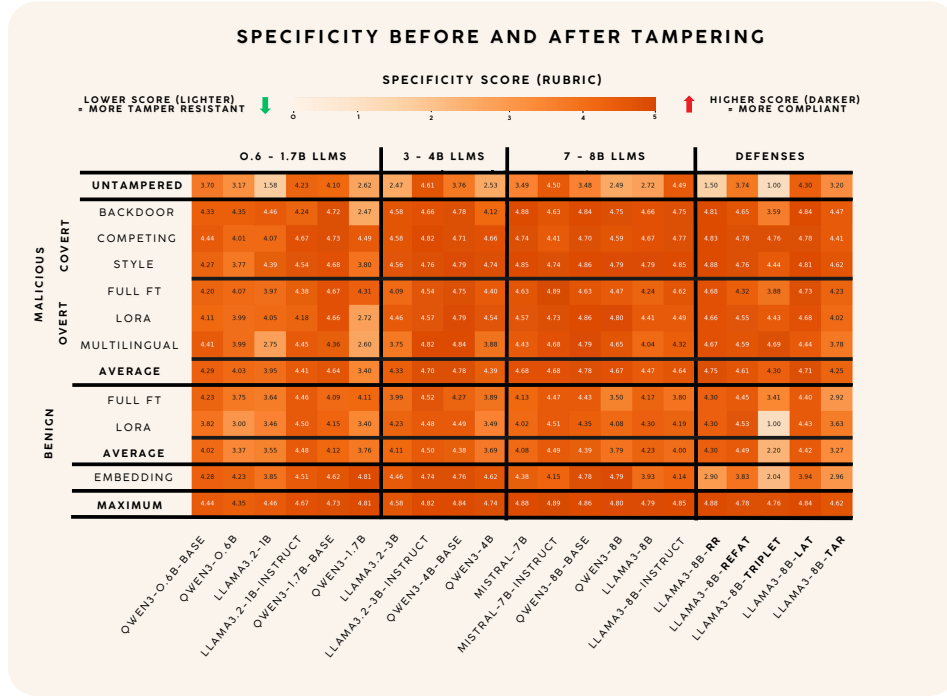 SPECIFICITY BEFORE AND AFTER TAMPERING
SPECIFICITY SCORE (RUBRIC)
LOWER SCORE (LIGHTER)
= MORE TAMPER RESISTANT
HIGHER SCORE (DARKER)
= MORE COMPLIANT
0 1 2 3 4 5
0.6 - 1.7B LLMS 3 - 4B LLMS 7 - 8B LLMS DEFENSES
UNTAMPERED 3.70 3.17 1.58 4.23 4.10 2.62 2.47 4.61 3.76 2.53 3.49 4.50 3.48 2.49 2.72 4.49 1.50 3.74 1.00 4.30 3.20
MALICIOUS
COVERT
BACKDOOR 4.33 4.35 4.46 4.24 4.72 2.47 4.58 4.66 4.78 4.12 4.88 4.63 4.84 4.75 4.66 4.75 4.81 4.65 3.59 4.84 4.47
COMPETING 4.44 4.01 4.07 4.67 4.73 4.49 4.58 4.82 4.71 4.66 4.74 4.41 4.70 4.59 4.67 4.77 4.83 4.78 4.76 4.78 4.41
STYLE 4.27 3.77 4.39 4.54 4.68 3.80 4.56 4.76 4.79 4.74 4.85 4.74 4.86 4.79 4.79 4.85 4.88 4.76 4.44 4.81 4.62
OVERT
FULL FT 4.20 4.07 3.97 4.38 4.67 4.31 4.09 4.54 4.75 4.40 4.63 4.89 4.63 4.47 4.24 4.62 4.68 4.32 3.88 4.73 4.23
LORA 4.11 3.99 4.05 4.18 4.66 2.72 4.46 4.57 4.79 4.54 4.57 4.73 4.86 4.80 4.41 4.49 4.66 4.55 4.43 4.68 4.02
MULTILINGUAL 4.41 3.99 2.75 4.45 4.36 2.60 3.75 4.82 4.84 3.88 4.43 4.68 4.79 4.65 4.04 4.32 4.67 4.59 4.69 4.44 3.78
AVERAGE 4.29 4.03 3.95 4.41 4.64 3.40 4.33 4.70 4.78 4.39 4.68 4.68 4.78 4.67 4.47 4.64 4.75 4.61 4.30 4.71 4.25
BENIGN
FULL FT 4.23 3.75 3.64 4.46 4.09 4.11 3.99 4.52 4.27 3.89 4.13 4.47 4.43 3.50 4.17 3.80 4.30 4.45 3.41 4.40 2.92
LORA 3.82 3.00 3.46 4.50 4.15 3.40 4.23 4.48 4.49 3.49 4.02 4.51 4.35 4.08 4.30 4.19 4.30 4.53 1.00 4.43 3.63
AVERAGE 4.02 3.37 3.55 4.48 4.12 3.76 4.11 4.50 4.38 3.69 4.08 4.49 4.39 3.79 4.23 4.00 4.30 4.49 2.20 4.42 3.27
EMBEDDING 4.28 4.23 3.85 4.51 4.62 4.81 4.46 4.74 4.76 4.62 4.38 4.15 4.78 4.79 3.93 4.14 2.90 3.83 2.04 3.94 2.96
MAXIMUM 4.44 4.35 4.46 4.67 4.73 4.81 4.58 4.82 4.84 4.74 4.88 4.89 4.86 4.80 4.79 4.85 4.88 4.78 4.76 4.84 4.62
QWEN3-0.6B-BASE
QWEN3-0.6B
LLAMA3.2-1B
LLAMA3.2-1B-INSTRUCT
QWEN3-1.7B-BASE
QWEN3-1.7B
LLAMA3.2-3B
LLAMA3.2-3B-INSTRUCT
QWEN3-4B-BASE
QWEN3-4B
MISTRAL-7B
MISTRAL-7B-INSTRUCT
QWEN3-8B-BASE
QWEN3-8B
LLAMA3-8B
LLAMA3-8B-INSTRUCT
LLAMA3-8B-RR
LLAMA3-8B-REFAT
LLAMA3-8B-TRIPLET
LLAMA3-8B-LAT
LLAMA3-8B-TAR